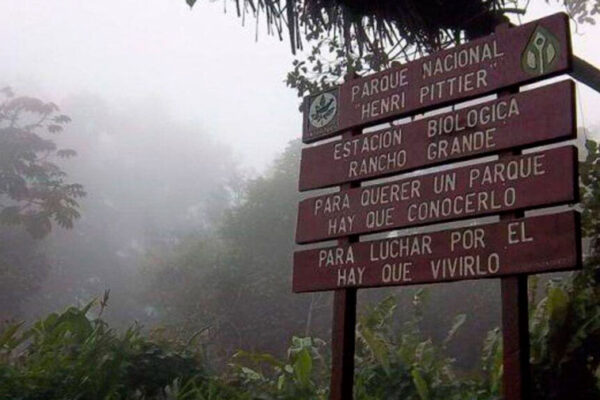 PARQUE NACIONAL
"HENRI PITTIER"
ESTACION BIOLOGICA
RANCHO GRANDE
PARA QUERER UN PARQUE
HAY QUE CONOCERLO
PARA LUCHAR POR EL
HAY QUE VIVIRLO